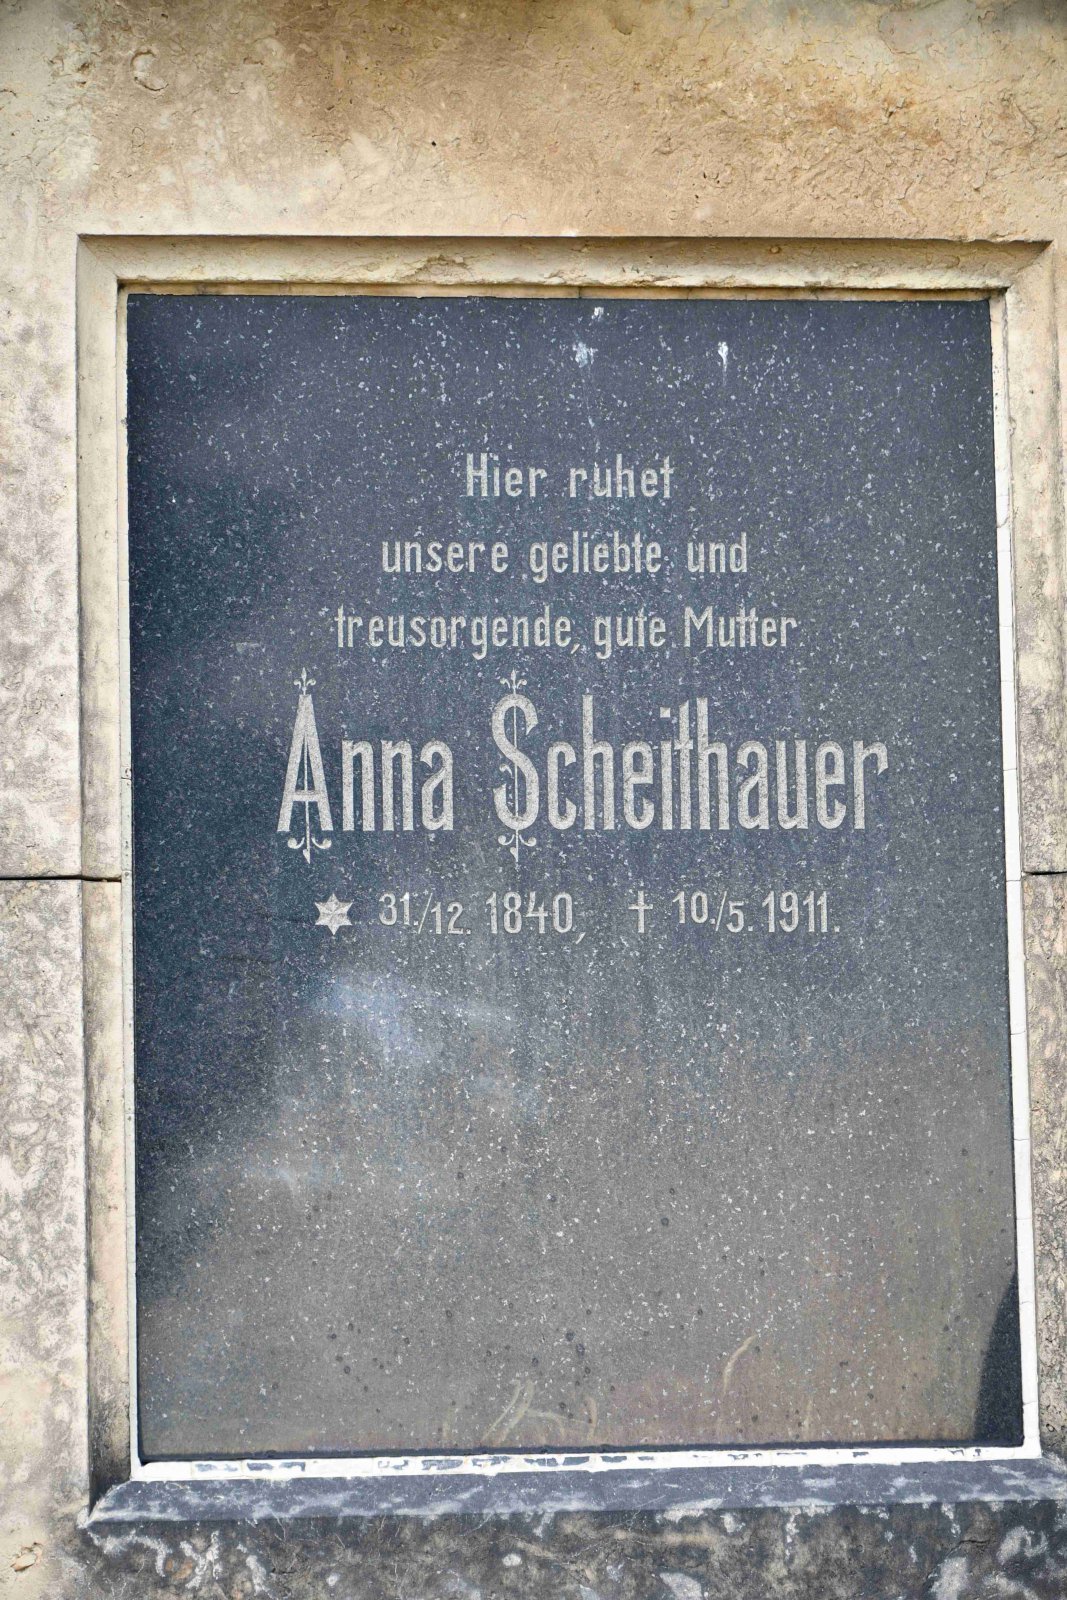 Hier ruhet
unsere geliebte und
treusorgende, gute Mutter
Anna Scheithauer
✶ 31./12. 1840, † 10./5. 1911.